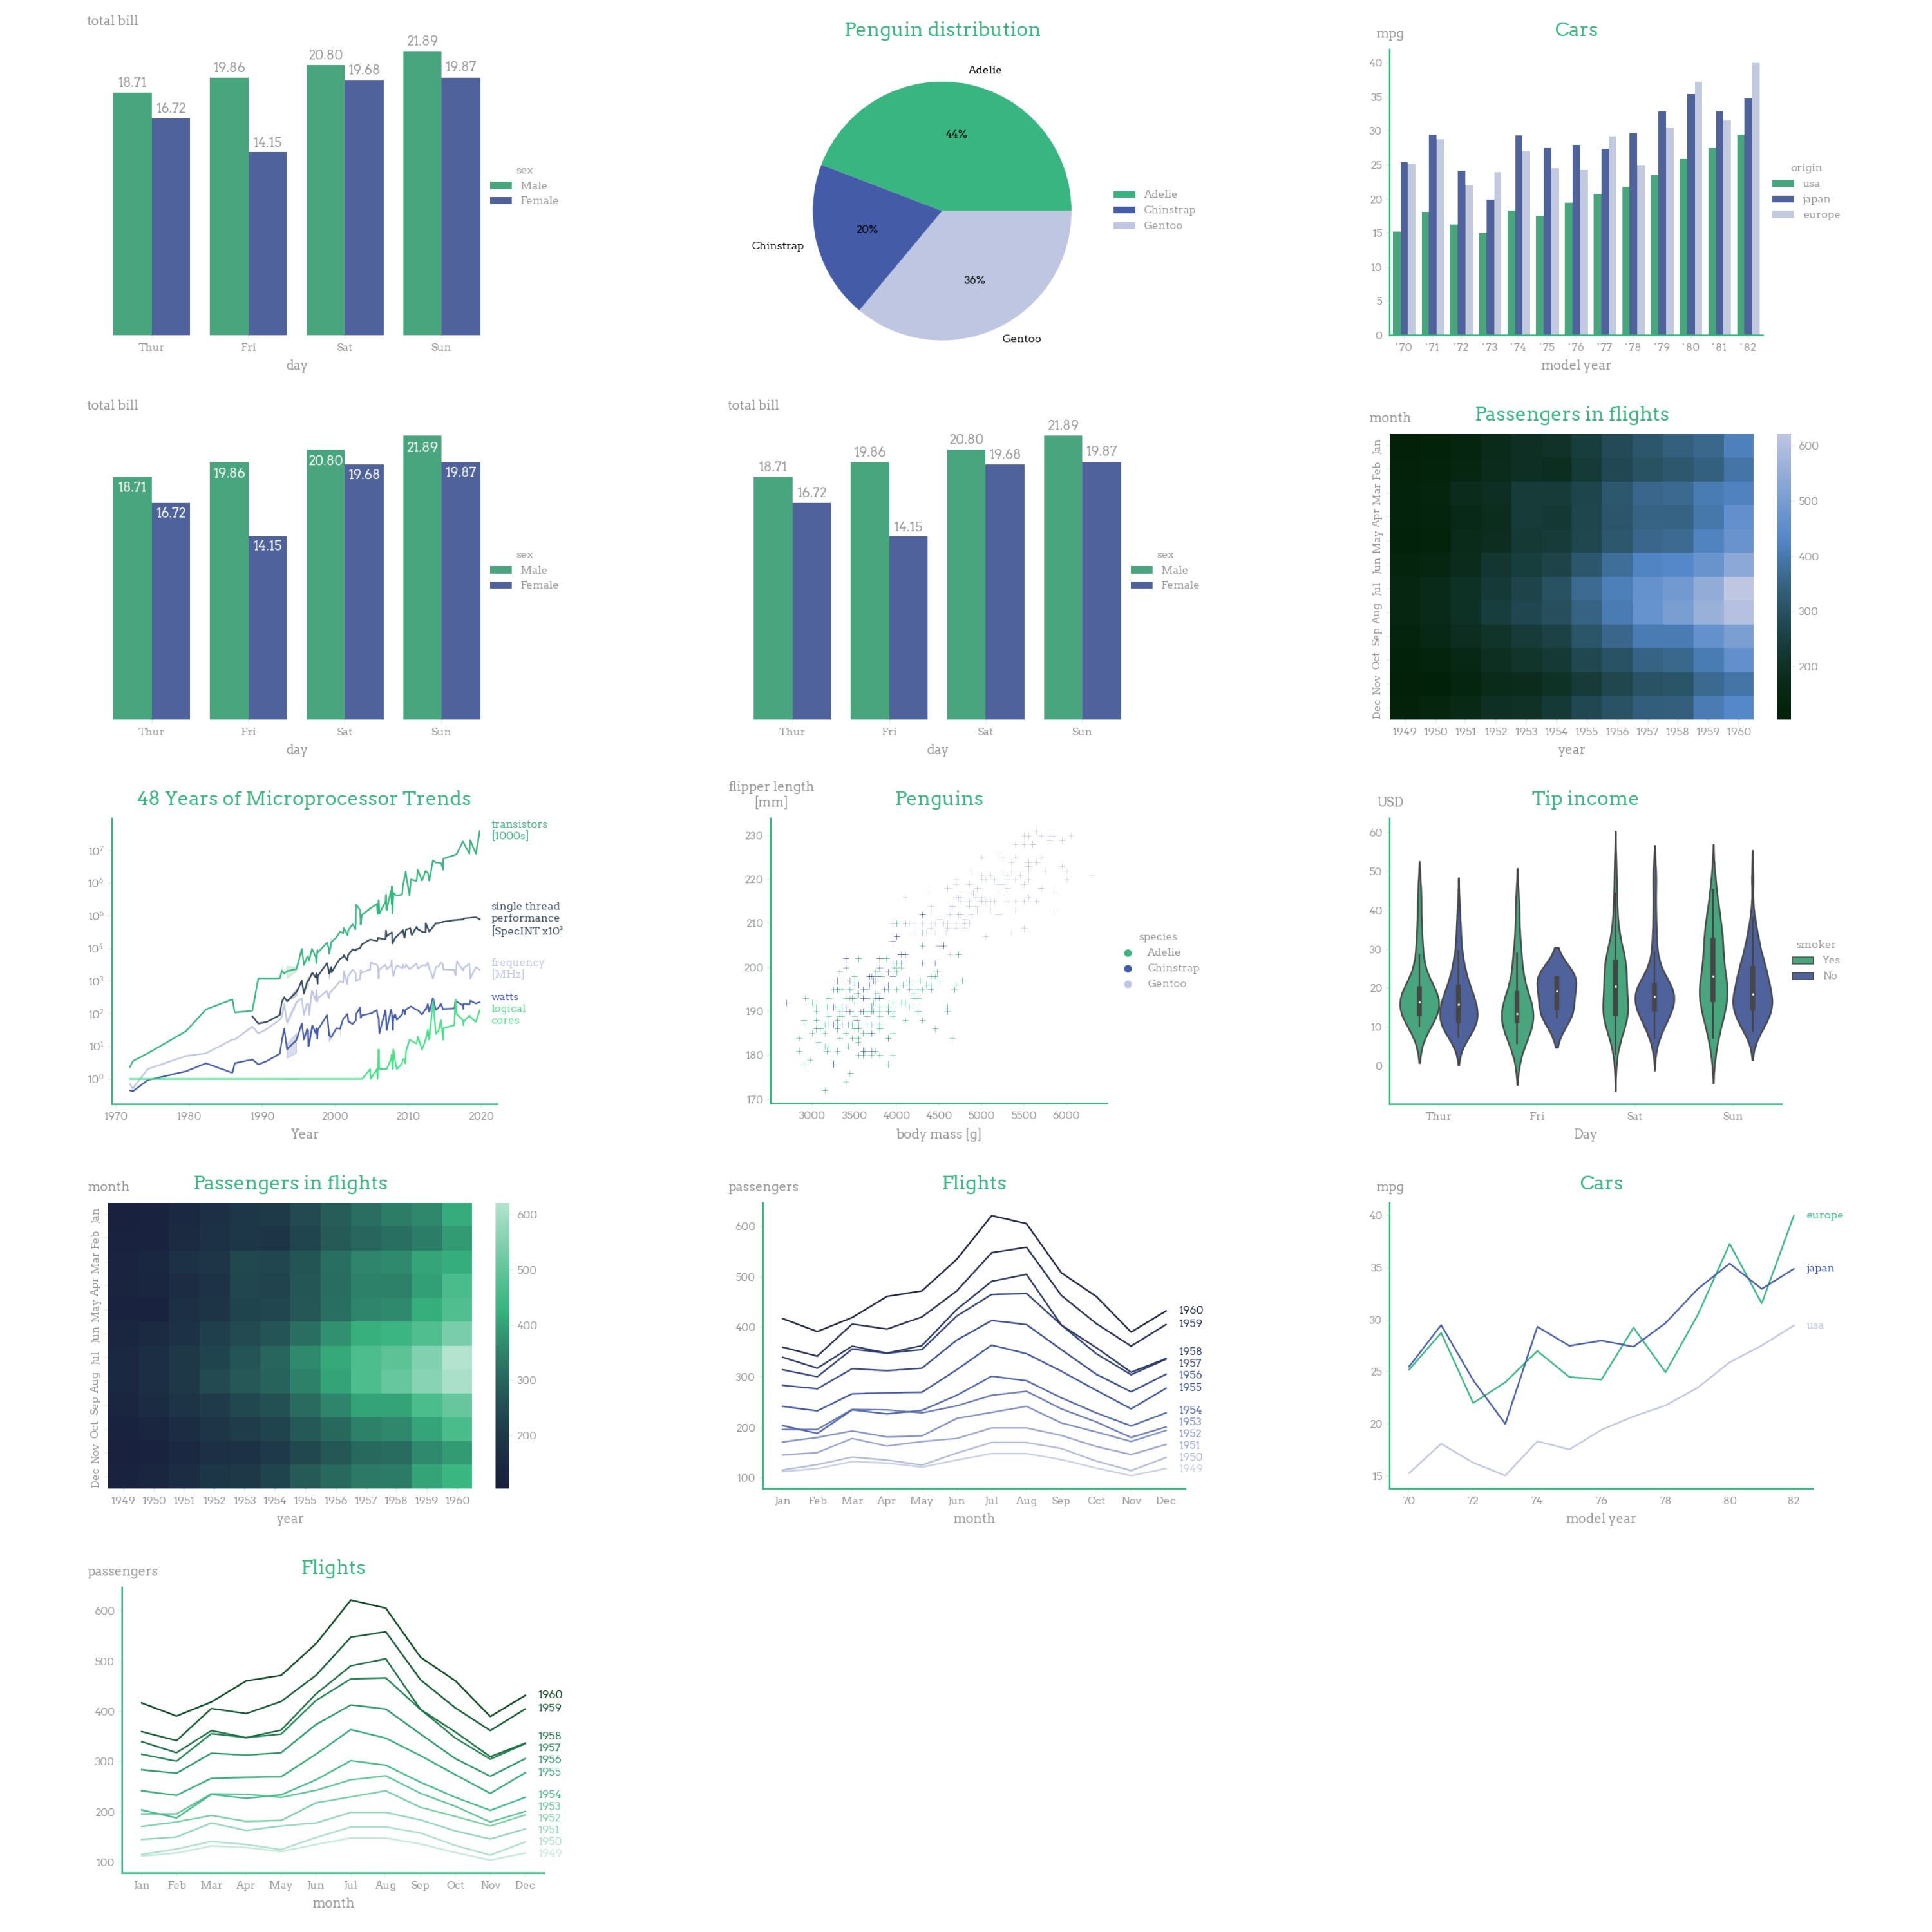 total bill
18.71
16.72
19.86
14.15
20.80
19.68
21.89
19.87
Thur
Fri
Sat
Sun
day
sex
Male
Female
Penguin distribution
Adelie
44%
20%
Chinstrap
36%
Gentoo
Adelie
Chinstrap
Gentoo
Cars
mpg
40
35
30
25
20
15
10
5
0
'70 '71 '72 '73 '74 '75 '76 '77 '78 '79 '80 '81 '82
model year
origin
usa
japan
europe
total bill
18.71
16.72
19.86
14.15
20.80
19.68
21.89
19.87
Thur
Fri
Sat
Sun
day
sex
Male
Female
total bill
18.71
16.72
19.86
14.15
20.80
19.68
21.89
19.87
Thur
Fri
Sat
Sun
day
sex
Male
Female
Passengers in flights
month
Jan
Feb
Mar
Apr
May
Jun
Jul
Aug
Sep
Oct
Nov
Dec
1949 1950 1951 1952 1953 1954 1955 1956 1957 1958 1959 1960
year
600
500
400
300
200
48 Years of Microprocessor Trends
10⁷
10⁶
10⁵
10⁴
10³
10²
10¹
10⁰
1970 1980 1990 2000 2010 2020
Year
transistors
[1000s]
single thread
performance
[SpecINT x10³
frequency
[MHz]
watts
logical
cores
flipper length
[mm]
Penguins
230
220
210
200
190
180
170
3000 3500 4000 4500 5000 5500 6000
body mass [g]
species
Adelie
Chinstrap
Gentoo
USD
Tip income
60
50
40
30
20
10
0
Thur
Fri
Sat
Sun
Day
smoker
Yes
No
month
Passengers in flights
Jan
Feb
Mar
Apr
May
Jun
Jul
Aug
Sep
Oct
Nov
Dec
1949 1950 1951 1952 1953 1954 1955 1956 1957 1958 1959 1960
year
600
500
400
300
200
passengers
Flights
600
500
400
300
200
100
Jan Feb Mar Apr May Jun Jul Aug Sep Oct Nov Dec
month
1960
1959
1958
1957
1956
1955
1954
1953
1952
1951
1950
1949
mpg
Cars
40
35
30
25
20
15
70 72 74 76 78 80 82
model year
europe
japan
usa
passengers
Flights
600
500
400
300
200
100
Jan Feb Mar Apr May Jun Jul Aug Sep Oct Nov Dec
month
1960
1959
1958
1957
1956
1955
1954
1953
1952
1951
1950
1949